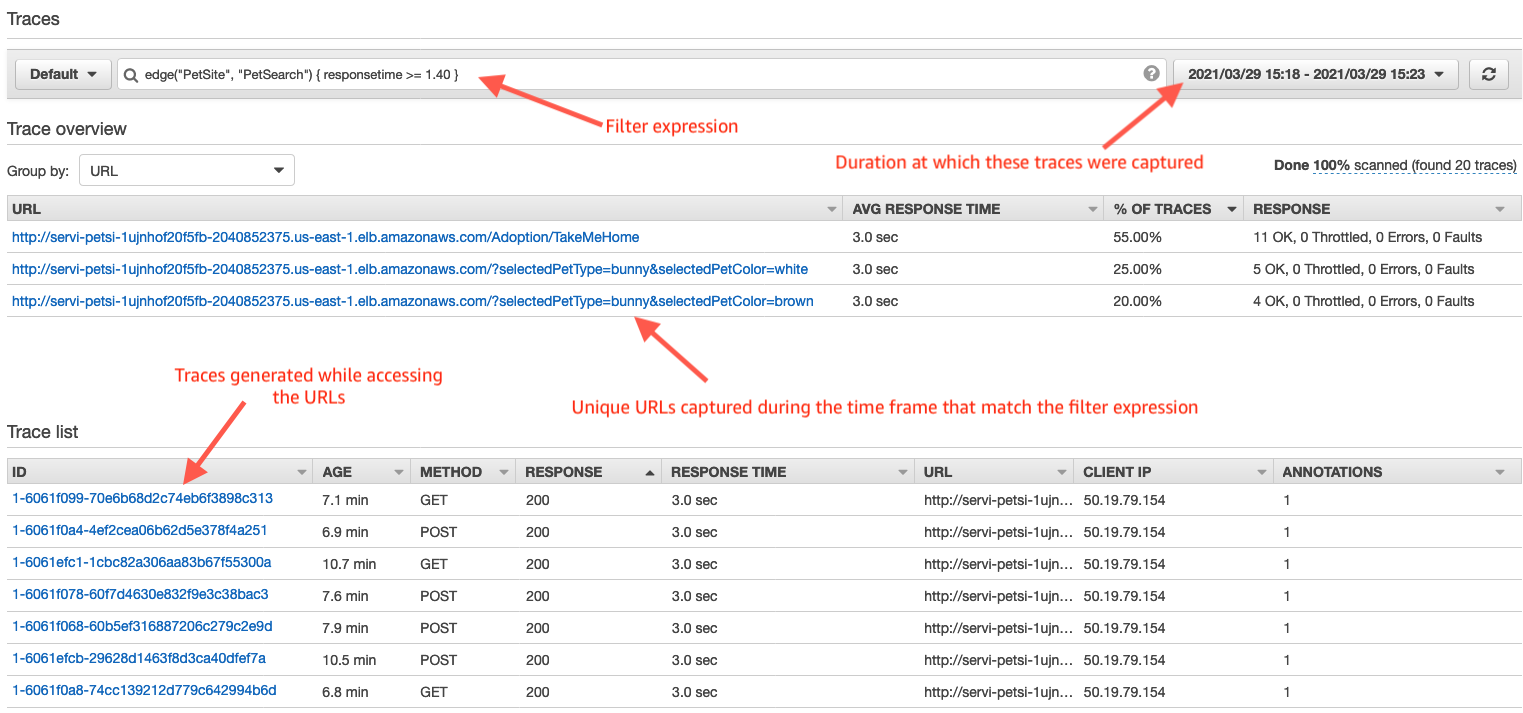 Traces
Default edge("PetSite", "PetSearch") { responsetime >= 1.40 } ? 2021/03/29 15:18 - 2021/03/29 15:23
Filter expression
Trace overview
Duration at which these traces were captured
Group by: URL Done 100% scanned (found 20 traces)
URL AVG RESPONSE TIME % OF TRACES RESPONSE
http://servi-petsi-1ujnhof20f5fb-2040852375.us-east-1.elb.amazonaws.com/Adoption/TakeMeHome 3.0 sec 55.00% 11 OK, 0 Throttled, 0 Errors, 0 Faults
http://servi-petsi-1ujnhof20f5fb-2040852375.us-east-1.elb.amazonaws.com/?selectedPetType=bunny&selectedPetColor=white 3.0 sec 25.00% 5 OK, 0 Throttled, 0 Errors, 0 Faults
http://servi-petsi-1ujnhof20f5fb-2040852375.us-east-1.elb.amazonaws.com/?selectedPetType=bunny&selectedPetColor=brown 3.0 sec 20.00% 4 OK, 0 Throttled, 0 Errors, 0 Faults
Traces generated while accessing
the URLs
Unique URLs captured during the time frame that match the filter expression
Trace list
ID AGE METHOD RESPONSE RESPONSE TIME URL CLIENT IP ANNOTATIONS
1-6061f099-70e6b68d2c74eb6f3898c313 7.1 min GET 200 3.0 sec http://servi-petsi-1ujn... 50.19.79.154 1
1-6061f0a4-4ef2cea06b62d5e378f4a251 6.9 min POST 200 3.0 sec http://servi-petsi-1ujn... 50.19.79.154 1
1-6061efc1-1cbc82a306aa83b67f55300a 10.7 min GET 200 3.0 sec http://servi-petsi-1ujn... 50.19.79.154 1
1-6061f078-60f7d4630e832f9e3c38bac3 7.6 min POST 200 3.0 sec http://servi-petsi-1ujn... 50.19.79.154 1
1-6061f068-60b5ef316887206c279c2e9d 7.9 min POST 200 3.0 sec http://servi-petsi-1ujn... 50.19.79.154 1
1-6061efcb-29628d1463f8d3ca40dfef7a 10.5 min POST 200 3.0 sec http://servi-petsi-1ujn... 50.19.79.154 1
1-6061f0a8-74cc139212d779c642994b6d 6.8 min GET 200 3.0 sec http://servi-petsi-1ujn... 50.19.79.154 1